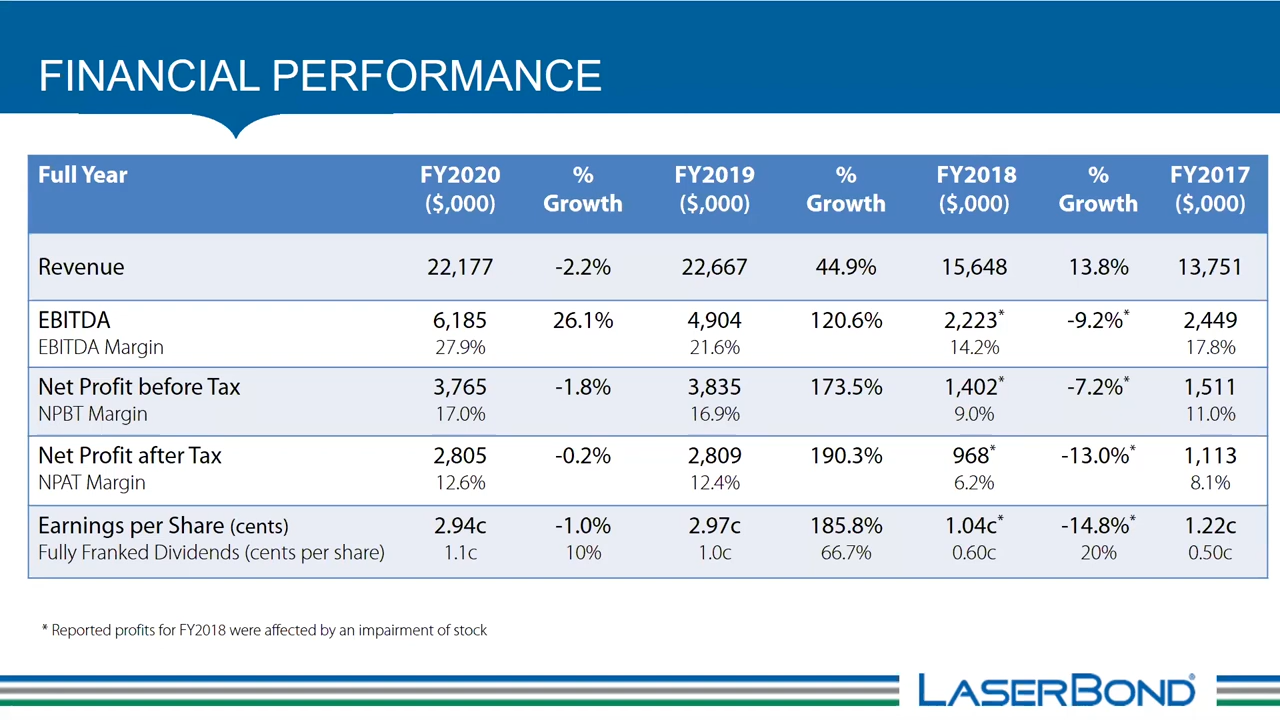 FINANCIAL PERFORMANCE
Full Year FY2020 % FY2019 % FY2018 % FY2017
($,000) Growth ($,000) Growth ($,000) Growth ($,000)
Revenue 22,177 -2.2% 22,667 44.9% 15,648 13.8% 13,751
EBITDA 6,185 26.1% 4,904 120.6% 2,223* -9.2%* 2,449
EBITDA Margin 27.9% 21.6% 14.2% 17.8%
Net Profit before Tax 3,765 -1.8% 3,835 173.5% 1,402* -7.2%* 1,511
NPBT Margin 17.0% 16.9% 9.0% 11.0%
Net Profit after Tax 2,805 -0.2% 2,809 190.3% 968* -13.0%* 1,113
NPAT Margin 12.6% 12.4% 6.2% 8.1%
Earnings per Share (cents) 2.94c -1.0% 2.97c 185.8% 1.04c* -14.8%* 1.22c
Fully Franked Dividends (cents per share) 1.1c 10% 1.0c 66.7% 0.60c 20% 0.50c
* Reported profits for FY2018 were affected by an impairment of stock
LASERBOND®